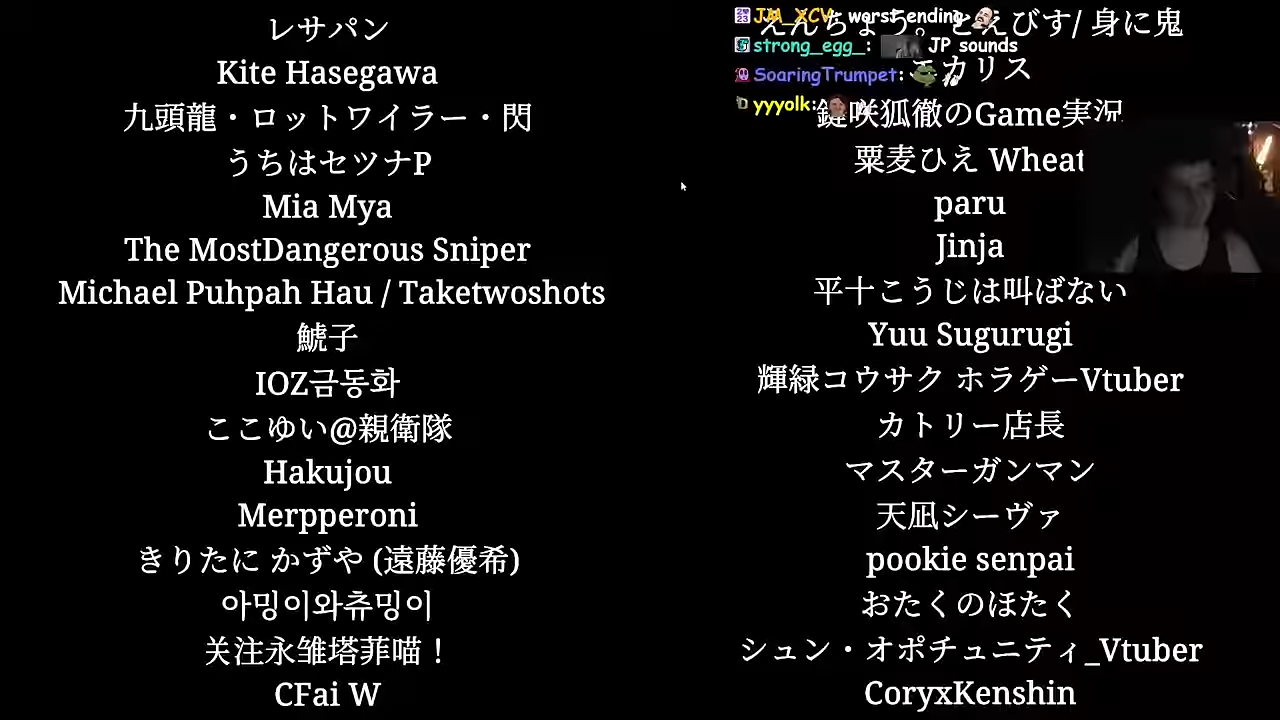 レサパン
Kite Hasegawa
九頭龍・ロットワイラー・閃
うちはセツナP
Mia Mya
The MostDangerous Sniper
Michael Puhpah Hau / Taketwoshots
鯱子
IOZ금동화
ここゆい@親衛隊
Hakujou
Merpperoni
きりたに かずや (遠藤優希)
아밍이와츄밍이
关注永雏塔菲喵！
CFai W
JM_XCV: worst ending
strong_egg_: JP sounds
SoaringTrumpet:
yyyolk:
えんちょう。とえびす/ 身に鬼
カリス
鍵咲狐徹のGame実況
粟麦ひえ Wheat
paru
Jinja
平十こうじは叫ばない
Yuu Sugurugi
輝緑コウサク ホラゲーVtuber
カトリー店長
マスターガンマン
天凪シーヴァ
pookie senpai
おたくのほたく
シュン・オポチュニティ_Vtuber
CoryxKenshin